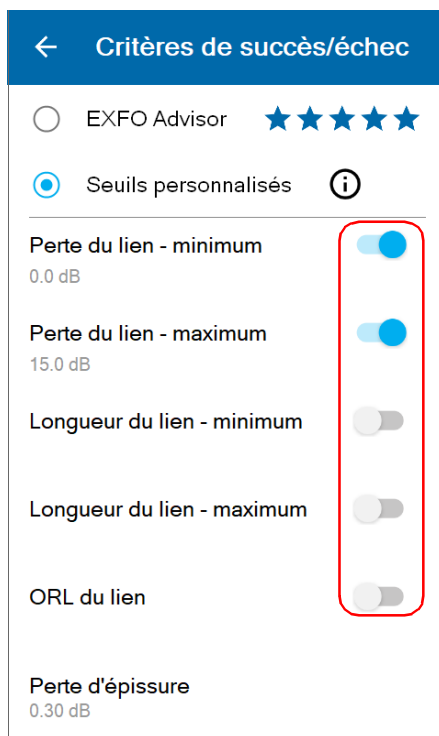 Critères de succès/échec
EXFO Advisor
Seuils personnalisés
Perte du lien - minimum
0.0 dB
Perte du lien - maximum
15.0 dB
Longueur du lien - minimum
Longueur du lien - maximum
ORL du lien
Perte d'épissure
0.30 dB